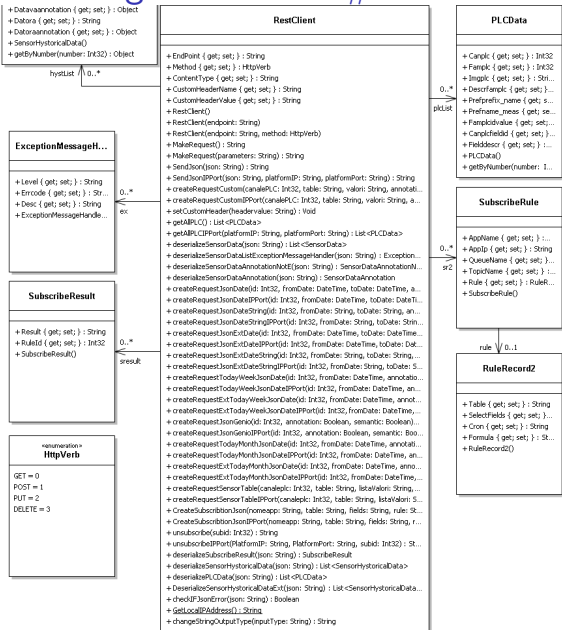 + Datavaannotation { get; set; } : Object
+ Datora { get; set; } : String
+ Datoraannotation { get; set; } : Object
+ SensorHystoricalData()
+ getByNumber(number: Int32) : Object
hystList
0..*
ExceptionMessageH...
+ Level { get; set; } : String
+ Errcode { get; set; } : Str...
+ Desc { get; set; } : String
+ ExceptionMessageHandle...
0..*
ex
SubscribeResult
+ Result { get; set; } : String
+ RuleId { get; set; } : Int32
+ SubscribeResult()
0..*
sresult
«enumeration»
HttpVerb
GET = 0
POST = 1
PUT = 2
DELETE = 3
RestClient
+ EndPoint { get; set; } : String
+ Method { get; set; } : HttpVerb
+ ContentType { get; set; } : String
+ CustomHeaderName { get; set; } : String
+ CustomHeaderValue { get; set; } : String
+ RestClient()
+ RestClient(endpoint: String)
+ RestClient(endpoint: String, method: HttpVerb)
+ MakeRequest() : String
+ MakeRequest(parameters: String) : String
+ SendJson(json: String) : String
+ SendJsonIPPort(json: String, platformIP: String, platformPort: String) : String
+ createRequestCustom(canalePLC: Int32, table: String, valori: String, annotati...
+ createRequestCustomIPPort(canalePLC: Int32, table: String, valori: String, a...
+ setCustomHeader(headervalue: String) : Void
+ getAllPLC() : List<PLCData>
+ getAllPLCIPPort(platformIP: String, platformPort: String) : List<PLCData>
+ deserializeSensorData(json: String) : List<SensorData>
+ deserializeSensorDataListExceptionMessageHandler(json: String) : Exception...
+ deserializeSensorDataAnnotationNotE(json: String) : SensorDataAnnotationN...
+ deserializeSensorDataAnnotation(json: String) : SensorDataAnnotation
+ createRequestJsonDate(id: Int32, fromDate: DateTime, toDate: DateTime, a...
+ createRequestJsonDateIPPort(id: Int32, fromDate: DateTime, toDate: DateTi...
+ createRequestJsonDateString(id: Int32, fromDate: String, toDate: String, an...
+ createRequestJsonDateStringIPPort(id: Int32, fromDate: String, toDate: Strin...
+ createRequestJsonExtDate(id: Int32, fromDate: DateTime, toDate: DateTime...
+ createRequestJsonExtDateIPPort(id: Int32, fromDate: DateTime, toDate: Dat...
+ createRequestJsonExtDateString(id: Int32, fromDate: String, toDate: String,...
+ createRequestJsonExtDateStringIPPort(id: Int32, fromDate: String, toDate: S...
+ createRequestTodayWeekJsonDate(id: Int32, fromDate: DateTime, annotatio...
+ createRequestTodayWeekJsonDateIPPort(id: Int32, fromDate: DateTime, an...
+ createRequestExtTodayWeekJsonDate(id: Int32, fromDate: DateTime, annot...
+ createRequestExtTodayWeekJsonDateIPPort(id: Int32, fromDate: DateTime,...
+ createRequestJsonGenio(id: Int32, annotation: Boolean, semantic: Boolean)...
+ createRequestJsonGenioIPPort(id: Int32, annotation: Boolean, semantic: Boo...
+ createRequestTodayMonthJsonDate(id: Int32, fromDate: DateTime, annotati...
+ createRequestTodayMonthJsonDateIPPort(id: Int32, fromDate: DateTime, an...
+ createRequestExtTodayMonthJsonDate(id: Int32, fromDate: DateTime, anno...
+ createRequestExtTodayMonthJsonDateIPPort(id: Int32, fromDate: DateTime,...
+ createRequestSensorTable(canaleplc: Int32, table: String, listaValori: String,...
+ createRequestSensorTableIPPort(canaleplc: Int32, table: String, listaValori: S...
+ CreateSubscribtionJson(nomeapp: String, table: String, fields: String, rule: St...
+ CreateSubscribtionJsonIPPort(nomeapp: String, table: String, fields: String, r...
+ unsubscribe(subid: Int32) : String
+ unsubscribeIPPort(PlatformIP: String, PlatformPort: String, subid: Int32) : St...
+ deserializeSubscribeResult(json: String) : SubscribeResult
+ deserializeSensorHystoricalData(json: String) : List<SensorHystoricalData>
+ deserializePLCData(json: String) : List<PLCData>
+ DeserializeSensorHystoricalDataExt(json: String) : List<SensorHystoricalData...
+ checkIFJsonError(json: String) : Boolean
+ GetLocalIPAddress() : String
+ changeStringOutputType(inputType: String) : String
0..*
plcList
PLCData
+ Canplc { get; set; } : Int32
+ Famplc { get; set; } : Int32
+ Imgplc { get; set; } : Stri...
+ Descrfamplc { get; set; }...
+ Prefprefix_name { get; s...
+ Prefname_meas { get; se...
+ Famplcidvalue { get; set;...
+ Canplcfieldid { get; set; }...
+ Fielddescr { get; set; } : ...
+ PLCData()
+ getByNumber(number: I...
0..*
sr2
SubscribeRule
+ AppName { get; set; } :...
+ AppIp { get; set; } : String
+ QueueName { get; set; }...
+ TopicName { get; set; } :...
+ Rule { get; set; } : RuleR...
+ SubscribeRule()
rule
0..1
RuleRecord2
+ Table { get; set; } : String
+ SelectFields { get; set; }...
+ Cron { get; set; } : String
+ Formula { get; set; } : St...
+ RuleRecord2()